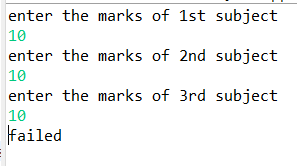 enter the marks of 1st subject
10
enter the marks of 2nd subject
10
enter the marks of 3rd subject
10
failed